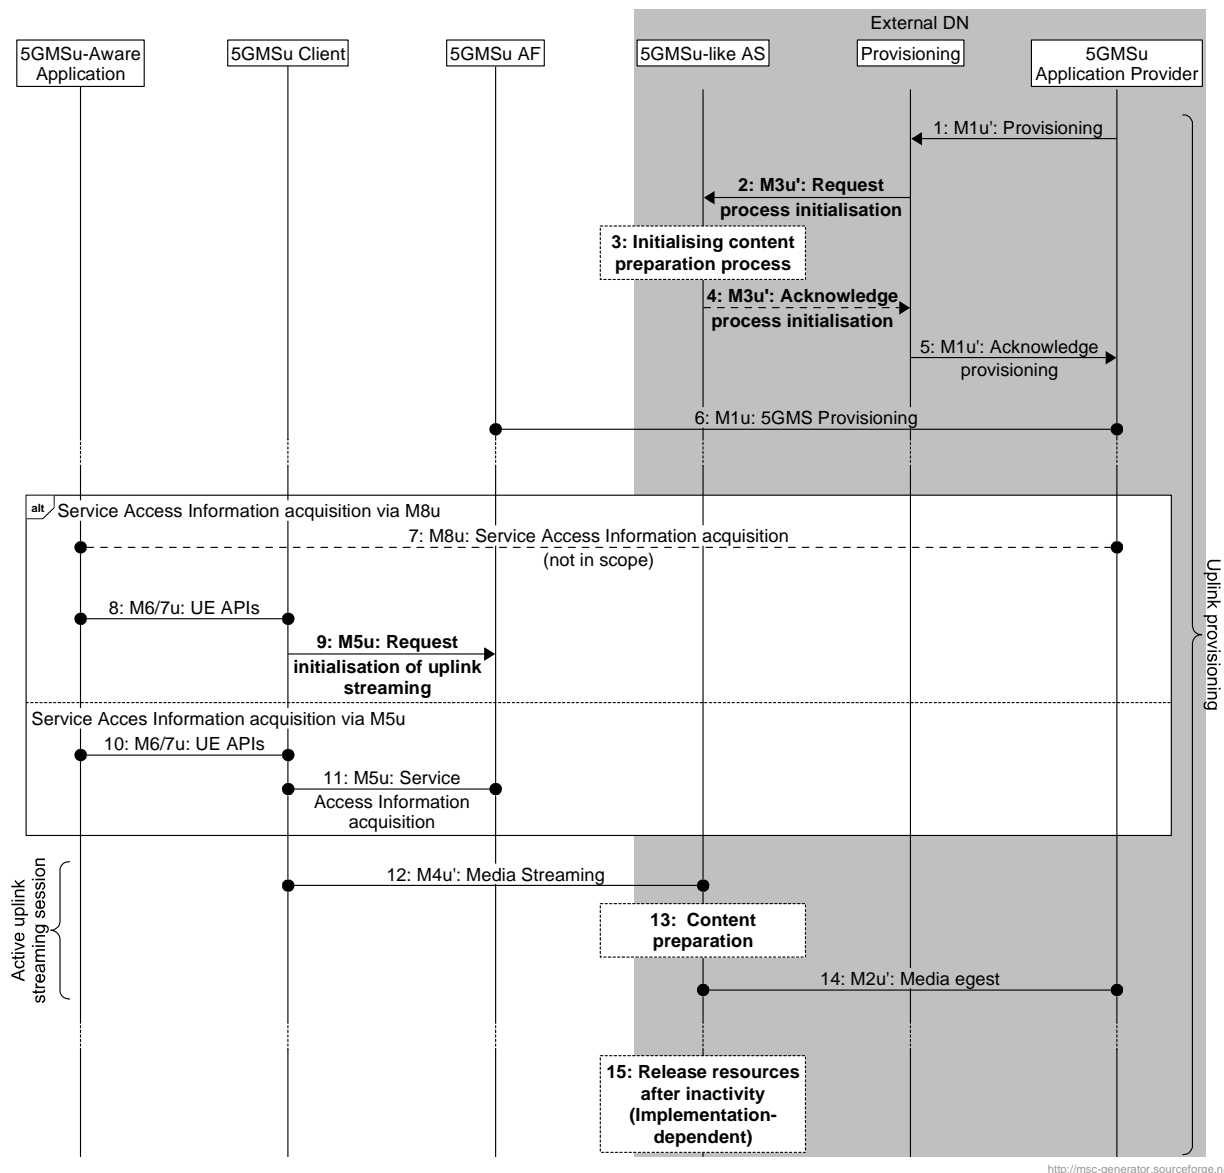 External DN
5GMSu-Aware
Application
5GMSu Client
5GMSu AF
5GMSu-like AS
Provisioning
5GMSu
Application Provider
1: M1u': Provisioning
2: M3u': Request
process initialisation
3: Initialising content
preparation process
4: M3u': Acknowledge
process initialisation
5: M1u': Acknowledge
provisioning
6: M1u: 5GMS Provisioning
alt
Service Access Information acquisition via M8u
7: M8u: Service Access Information acquisition
(not in scope)
8: M6/7u: UE APIs
9: M5u: Request
initialisation of uplink
streaming
Service Acces Information acquisition via M5u
10: M6/7u: UE APIs
11: M5u: Service
Access Information
acquisition
Uplink provisioning
12: M4u': Media Streaming
13: Content
preparation
14: M2u': Media egest
Active uplink
streaming session
15: Release resources
after inactivity
(Implementation-
dependent)
http://msc-generator.sourceforge.n